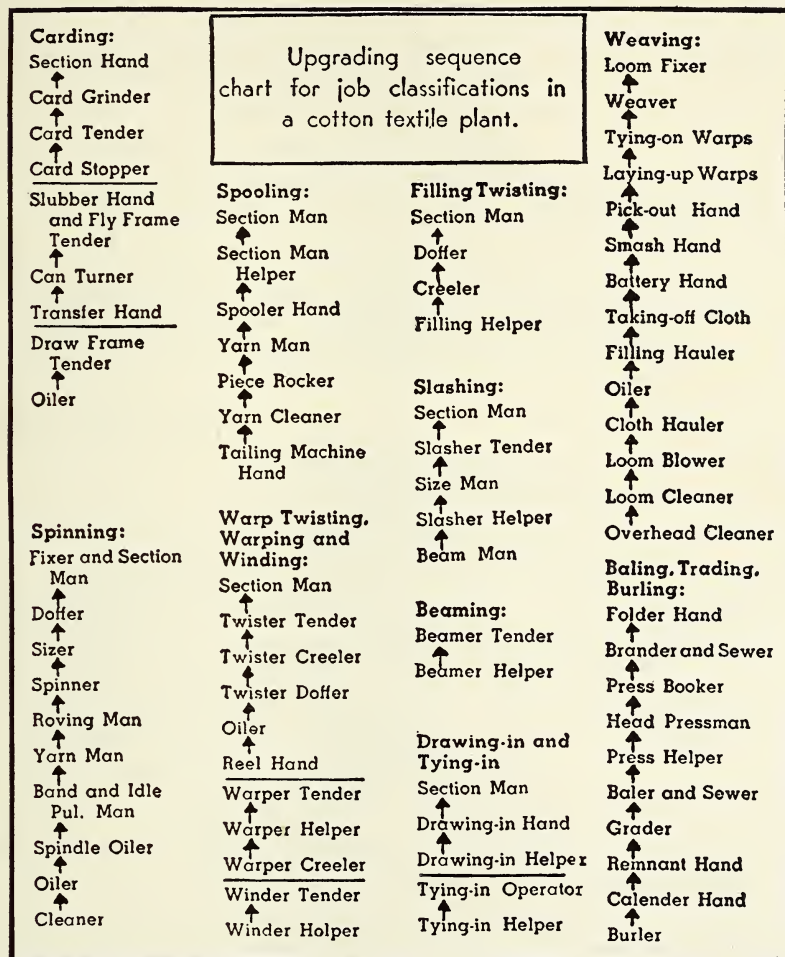 Carding:
Section Hand
Card Grinder
Card Tender
Card Stopper
Slubber Hand
and Fly Frame
Tender
Can Turner
Transfer Hand
Draw Frame
Tender
Oiler
Spinning:
Fixer and Section
Man
Doffer
Sizer
Spinner
Roving Man
Yarn Man
Band and Idle
Pul. Man
Spindle Oiler
Oiler
Cleaner
Upgrading sequence
chart for job classifications in
a cotton textile plant.
Spooling:
Section Man
Section Man
Helper
Spooler Hand
Yarn Man
Piece Rocker
Yarn Cleaner
Tailing Machine
Hand
Warp Twisting,
Warping and
Winding:
Section Man
Twister Tender
Twister Creeler
Twister Doffer
Oiler
Reel Hand
Warper Tender
Warper Helper
Warper Creeler
Winder Tender
Winder Holper
Filling Twisting:
Section Man
Doffer
Creeler
Filling Helper
Slashing:
Section Man
Slasher Tender
Size Man
Slasher Helper
Beam Man
Beaming:
Beamer Tender
Beamer Helper
Drawing-in and
Tying-in
Section Man
Drawing-in Hand
Drawing-in Helper
Tying-in Operator
Tying-in Helper
Weaving:
Loom Fixer
Weaver
Tying-on Warps
Laying-up Warps
Pick-out Hand
Smash Hand
Battery Hand
Taking-off Cloth
Filling Hauler
Oiler
Cloth Hauler
Loom Blower
Loom Cleaner
Overhead Cleaner
Baling, Trading,
Burling:
Folder Hand
Brander and Sewer
Press Booker
Head Pressman
Press Helper
Baler and Sewer
Grader
Remnant Hand
Calender Hand
Burler